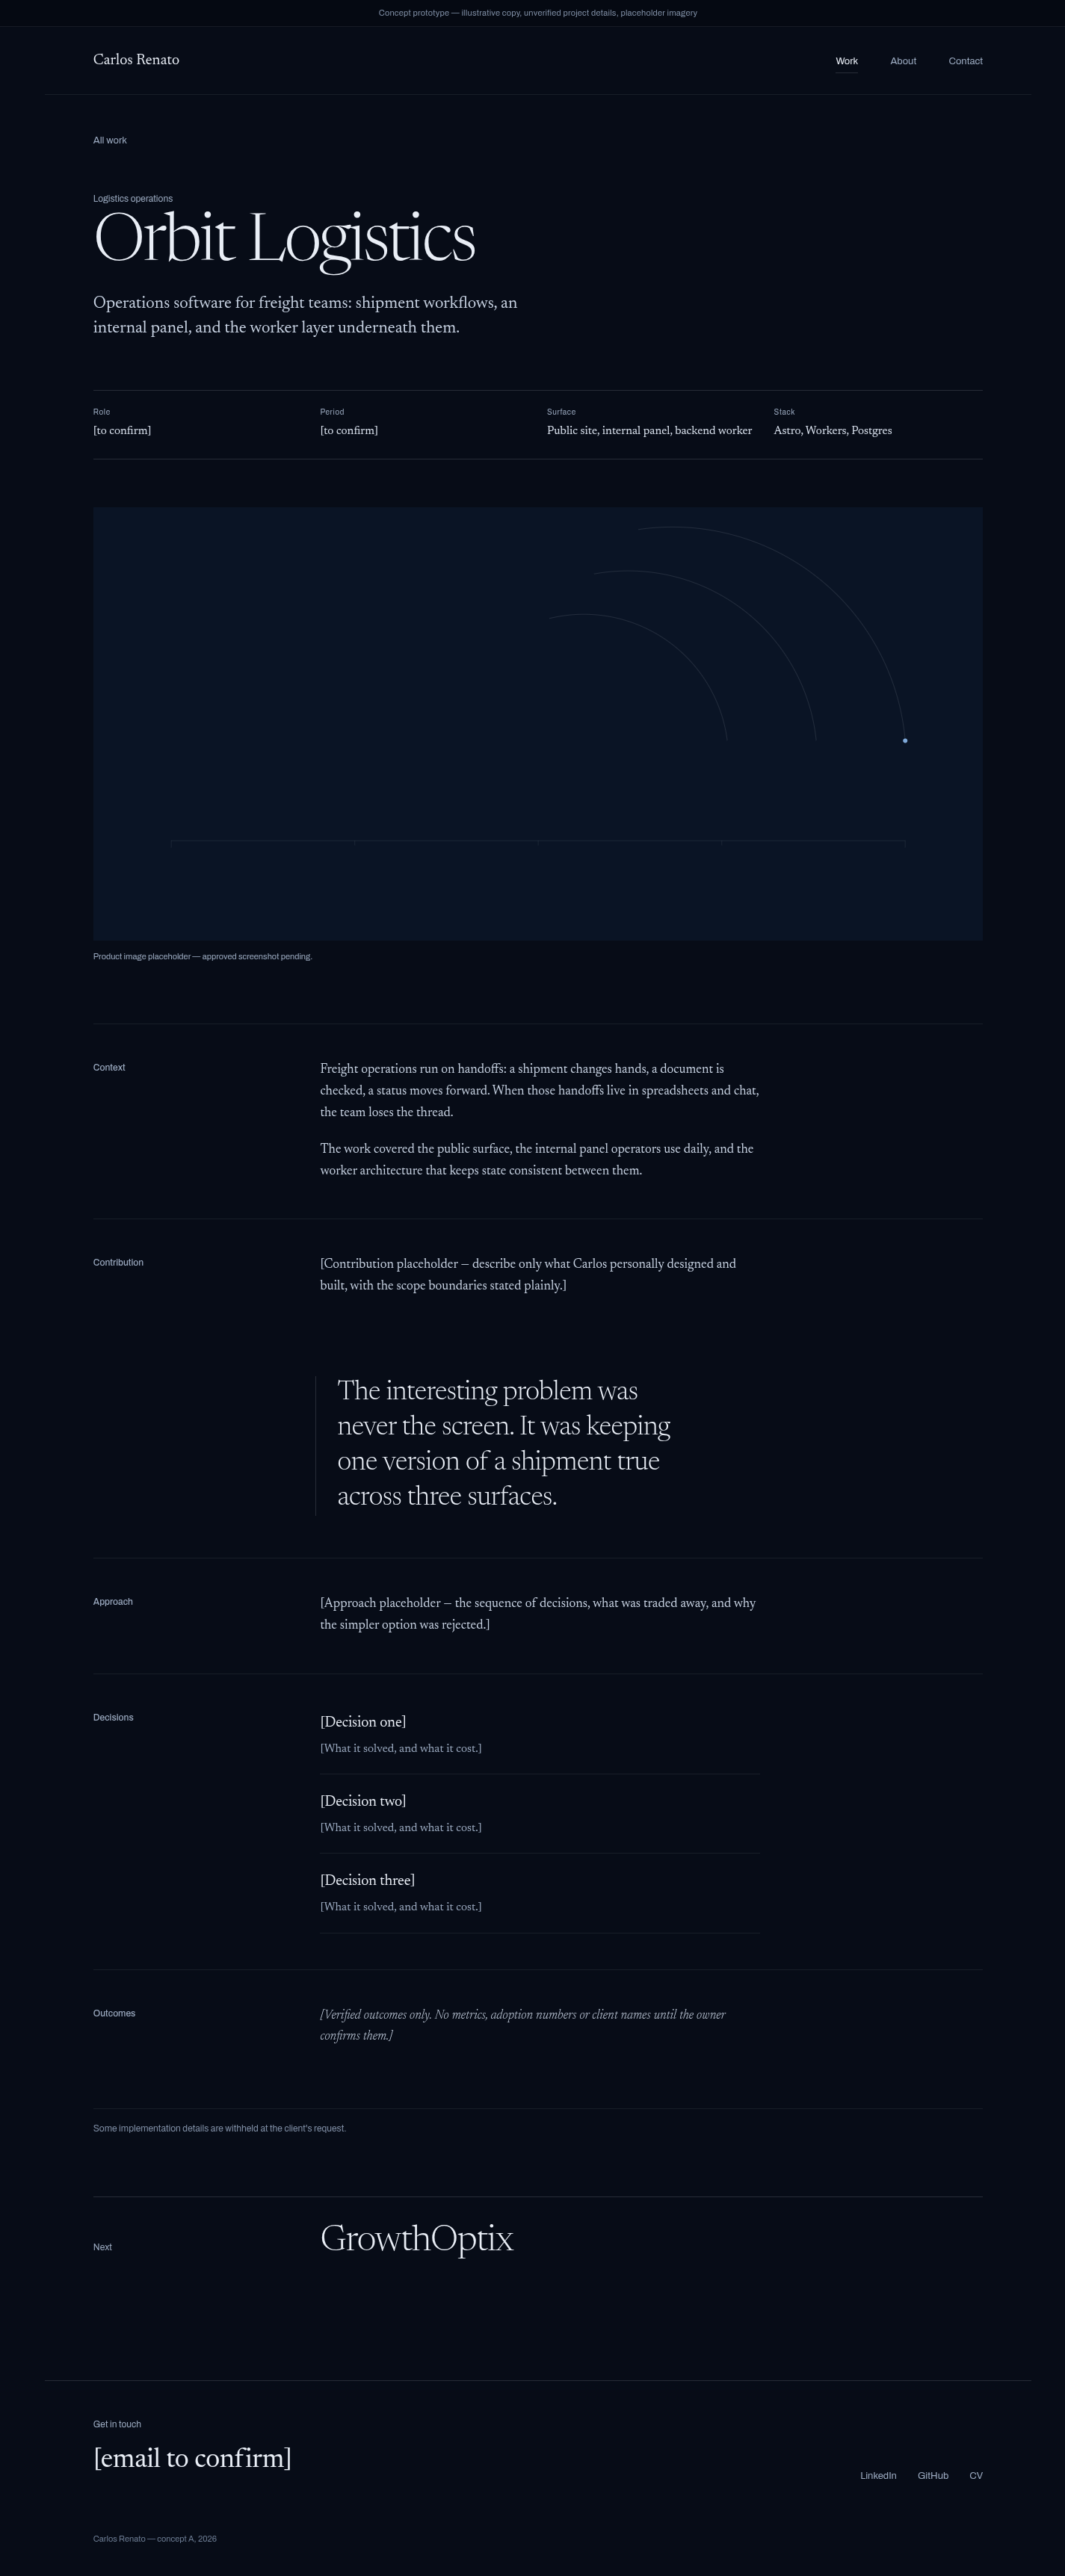 Concept prototype — illustrative copy, unverified project details, placeholder imagery
Carlos Renato
Work
About
Contact
All work
Logistics operations
Orbit Logistics
Operations software for freight teams: shipment workflows, an
internal panel, and the worker layer underneath them.
Role
[to confirm]
Period
[to confirm]
Surface
Public site, internal panel, backend worker
Stack
Astro, Workers, Postgres
Product image placeholder — approved screenshot pending.
Context
Freight operations run on handoffs: a shipment changes hands, a document is
checked, a status moves forward. When those handoffs live in spreadsheets and chat,
the team loses the thread.
The work covered the public surface, the internal panel operators use daily, and the
worker architecture that keeps state consistent between them.
Contribution
[Contribution placeholder — describe only what Carlos personally designed and
built, with the scope boundaries stated plainly.]
The interesting problem was
never the screen. It was keeping
one version of a shipment true
across three surfaces.
Approach
[Approach placeholder — the sequence of decisions, what was traded away, and why
the simpler option was rejected.]
Decisions
[Decision one]
[What it solved, and what it cost.]
[Decision two]
[What it solved, and what it cost.]
[Decision three]
[What it solved, and what it cost.]
Outcomes
[Verified outcomes only. No metrics, adoption numbers or client names until the owner
confirms them.]
Some implementation details are withheld at the client's request.
Next
GrowthOptix
Get in touch
[email to confirm]
LinkedIn
GitHub
CV
Carlos Renato — concept A, 2026